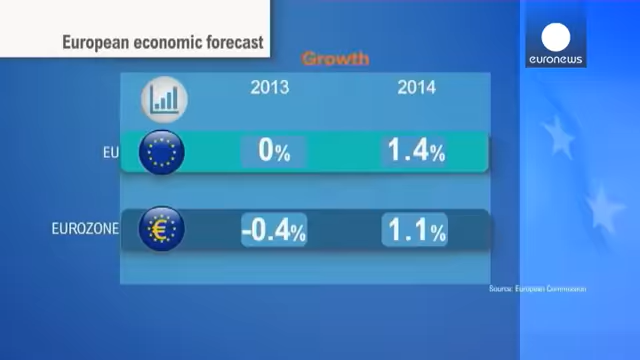 European economic forecast
euronews
Growth
2013 2014
EU 0% 1.4%
EUROZONE € -0.4% 1.1%
Source: European Commission